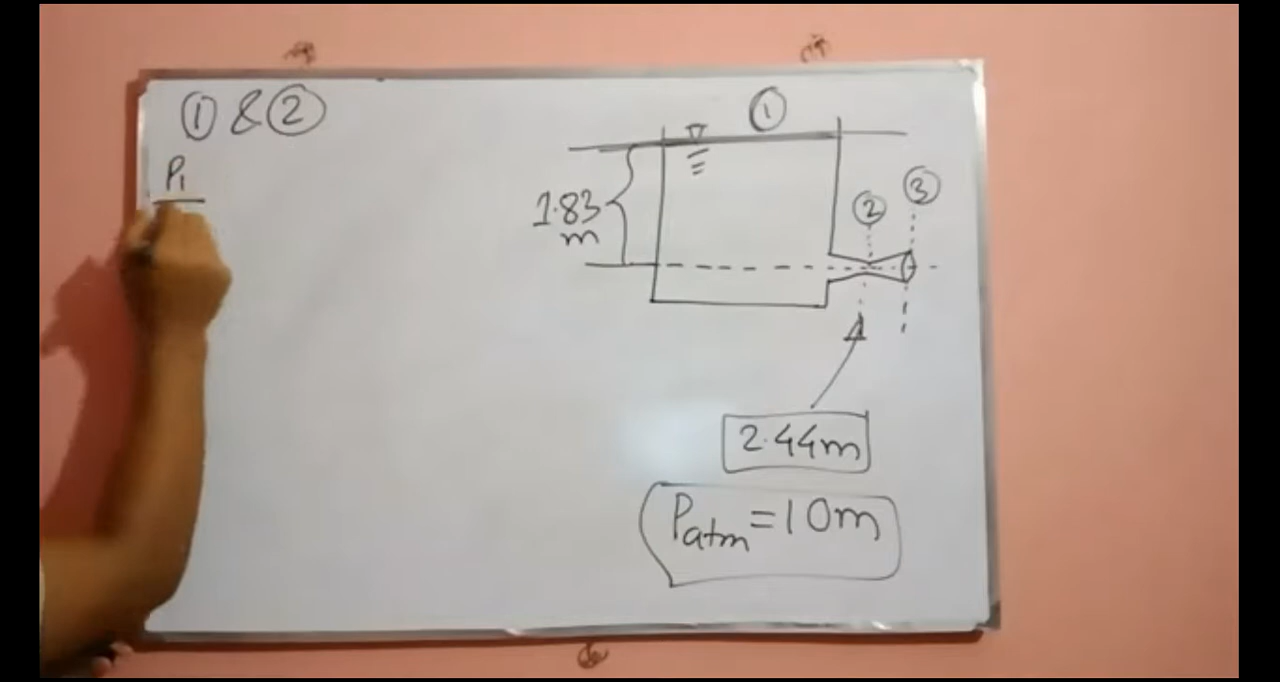 ① & ②
P₁
①
1.83
m
②
③
2.44m
Patm = 10m